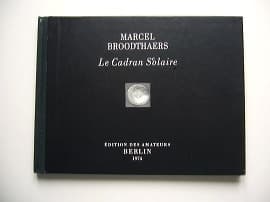 MARCEL
BROODTHAERS
Le Cadran Solaire
ÉDITION DES AMATEURS
BERLIN
1974